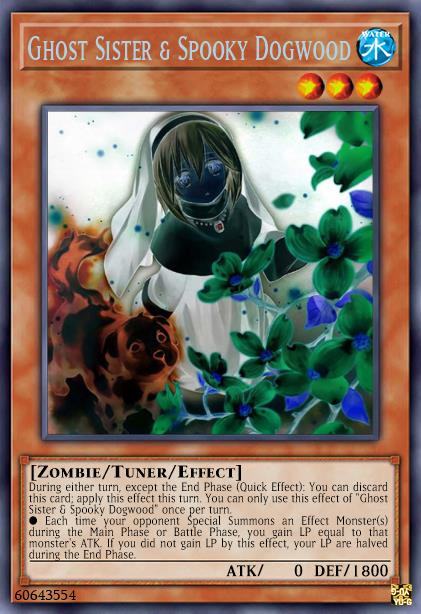 GHOST SISTER & SPOOKY DOGWOOD
WATER
水
[ZOMBIE/TUNER/EFFECT]
During either turn, except the End Phase (Quick Effect): You can discard
this card; apply this effect this turn. You can only use this effect of "Ghost
Sister & Spooky Dogwood" once per turn.
● Each time your opponent Special Summons an Effect Monster(s)
during the Main Phase or Battle Phase, you gain LP equal to that
monster's ATK. If you did not gain LP by this effect, your LP are halved
during the End Phase.
ATK/ 0 DEF/1800
60643554